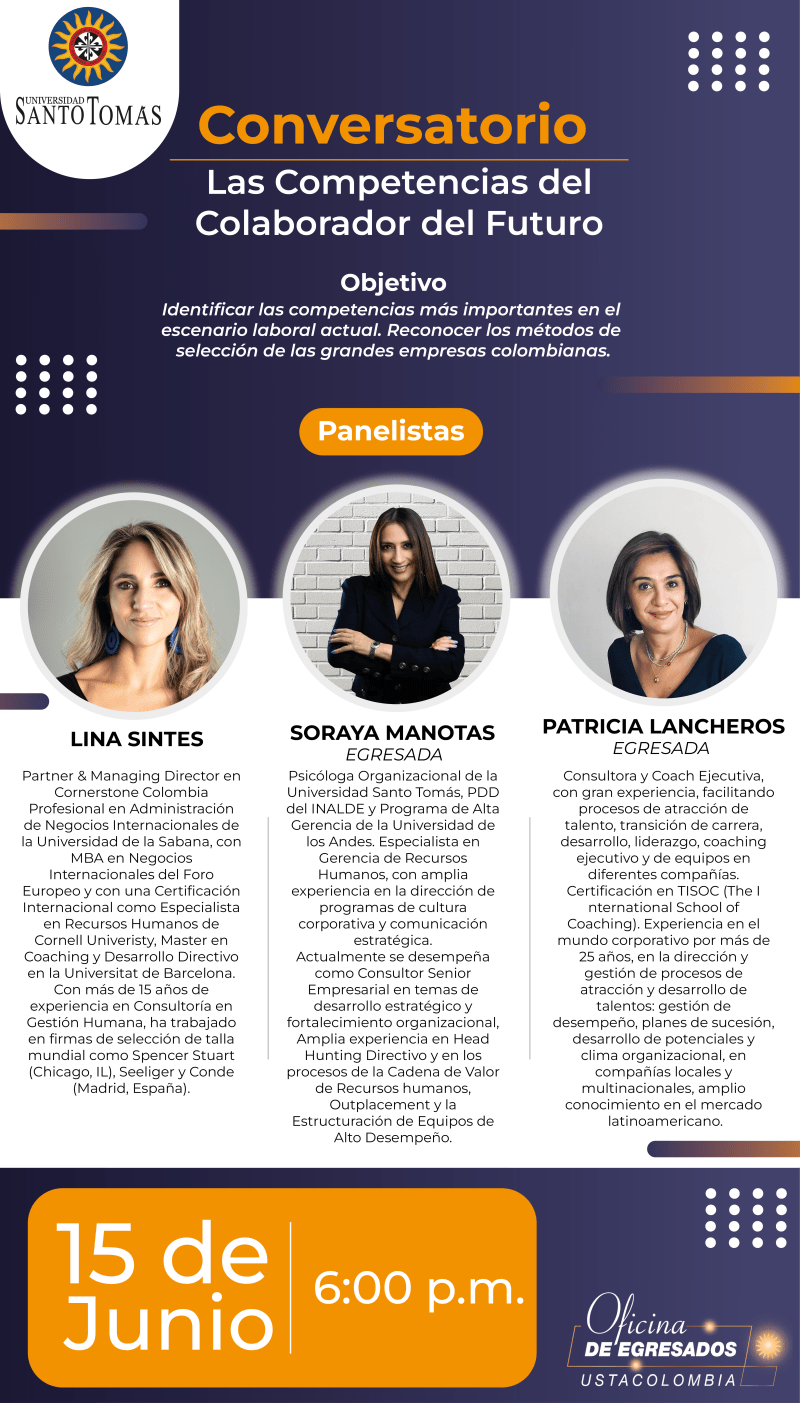 UNIVERSIDAD
SANTO TOMAS
Conversatorio
Las Competencias del
Colaborador del Futuro
Objetivo
Identificar las competencias más importantes en el
escenario laboral actual. Reconocer los métodos de
selección de las grandes empresas colombianas.
Panelistas
LINA SINTES
Partner & Managing Director en
Cornerstone Colombia
Profesional en Administración
de Negocios Internacionales de
la Universidad de la Sabana, con
MBA en Negocios
Internacionales del Foro
Europeo y con una Certificación
Internacional como Especialista
en Recursos Humanos de
Cornell Univeristy, Master en
Coaching y Desarrollo Directivo
en la Universitat de Barcelona.
Con más de 15 años de
experiencia en Consultoría en
Gestión Humana, ha trabajado
en firmas de selección de talla
mundial como Spencer Stuart
(Chicago, IL), Seeliger y Conde
(Madrid, España).
SORAYA MANOTAS
EGRESADA
Psicóloga Organizacional de la
Universidad Santo Tomás, PDD
del INALDE y Programa de Alta
Gerencia de la Universidad de
los Andes. Especialista en
Gerencia de Recursos
Humanos, con amplia
experiencia en la dirección de
programas de cultura
corporativa y comunicación
estratégica.
Actualmente se desempeña
como Consultor Senior
Empresarial en temas de
desarrollo estratégico y
fortalecimiento organizacional,
Amplia experiencia en Head
Hunting Directivo y en los
procesos de la Cadena de Valor
de Recursos humanos,
Outplacement y la
Estructuración de Equipos de
Alto Desempeño.
PATRICIA LANCHEROS
EGRESADA
Consultora y Coach Ejecutiva,
con gran experiencia, facilitando
procesos de atracción de
talento, transición de carrera,
desarrollo, liderazgo, coaching
ejecutivo y de equipos en
diferentes compañías.
Certificación en TISOC (The I
nternational School of
Coaching). Experiencia en el
mundo corporativo por más de
25 años, en la dirección y
gestión de procesos de
atracción y desarrollo de
talentos: gestión de
desempeño, planes de sucesión,
desarrollo de potenciales y
clima organizacional, en
compañías locales y
multinacionales, amplio
conocimiento en el mercado
latinoamericano.
15 de
Junio
6:00 p.m.
Oficina
DE EGRESADOS
USTACOLOMBIA